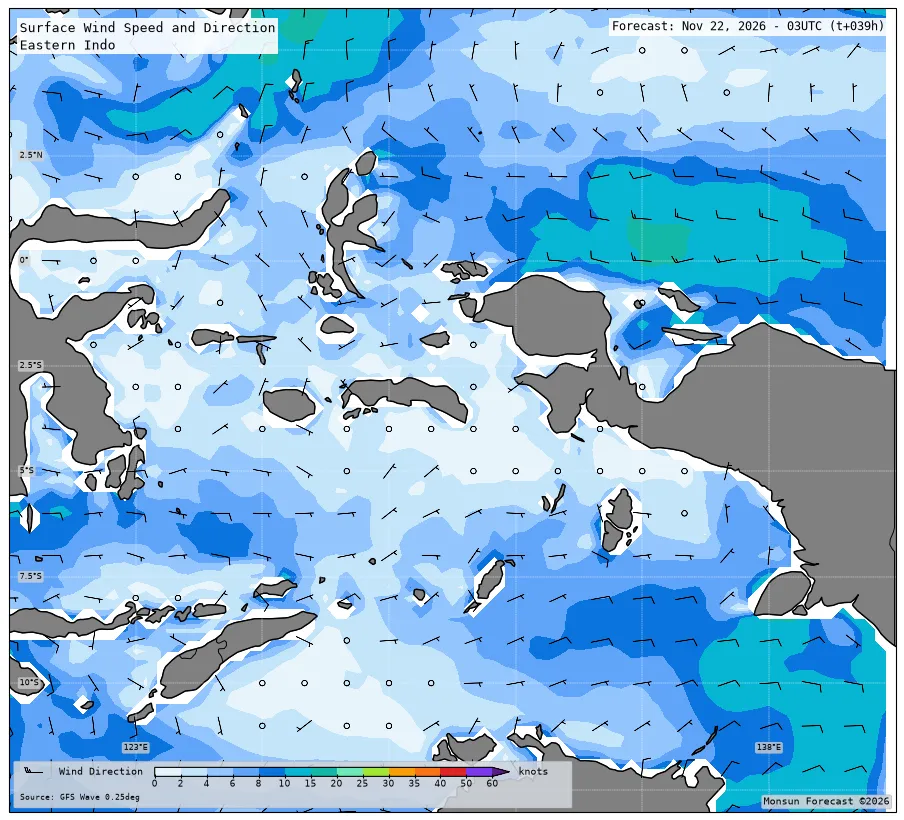 Surface Wind Speed and Direction
Eastern Indo
Forecast: Nov 22, 2026 - 03UTC (t+039h)
2.5°N
0°
2.5°S
5°S
7.5°S
10°S
123°E
138°E
Wind Direction
0 2 4 6 8 10 15 20 25 30 35 40 50 60
knots
Source: GFS Wave 0.25deg
Monsun Forecast ©2026